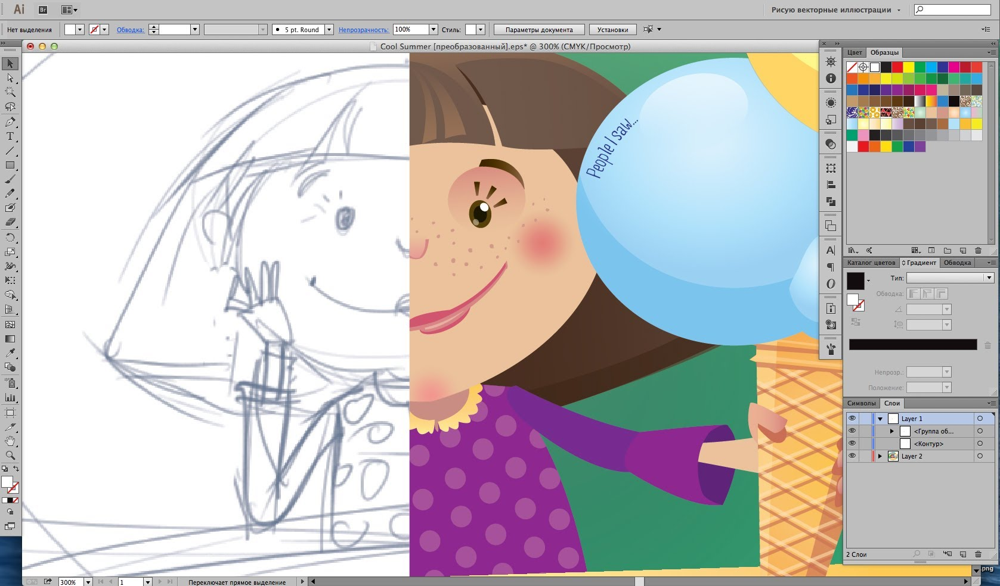 Ai Br Рисую векторные иллюстрации
Нет выделения Обводка: 5 pt. Round Непрозрачность: 100% Стиль: Параметры документа Установки
Cool Summer [преобразованный].eps* @ 300% (CMYK/Просмотр)
Цвет Образцы
People I saw...
Каталог цветов Градиент Обводка
Тип:
Обводка:
Непрозр.:
Положение:
Символы Слои
Layer 1
<Группа об...
<Контур>
Layer 2
2 Слои
.png
300% 1 Переключает прямое выделение